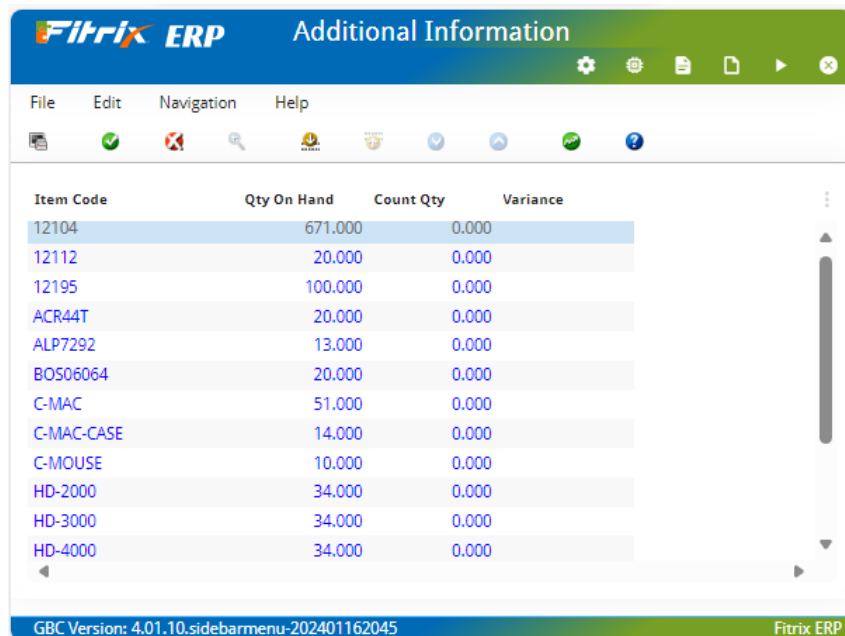 Fitrix ERP Additional Information
File Edit Navigation Help
Item Code Qty On Hand Count Qty Variance
12104 671.000 0.000
12112 20.000 0.000
12195 100.000 0.000
ACR44T 20.000 0.000
ALP7292 13.000 0.000
BOS06064 20.000 0.000
C-MAC 51.000 0.000
C-MAC-CASE 14.000 0.000
C-MOUSE 10.000 0.000
HD-2000 34.000 0.000
HD-3000 34.000 0.000
HD-4000 34.000 0.000
GBC Version: 4.01.10.sidebarmenu-202401162045 Fitrix ERP